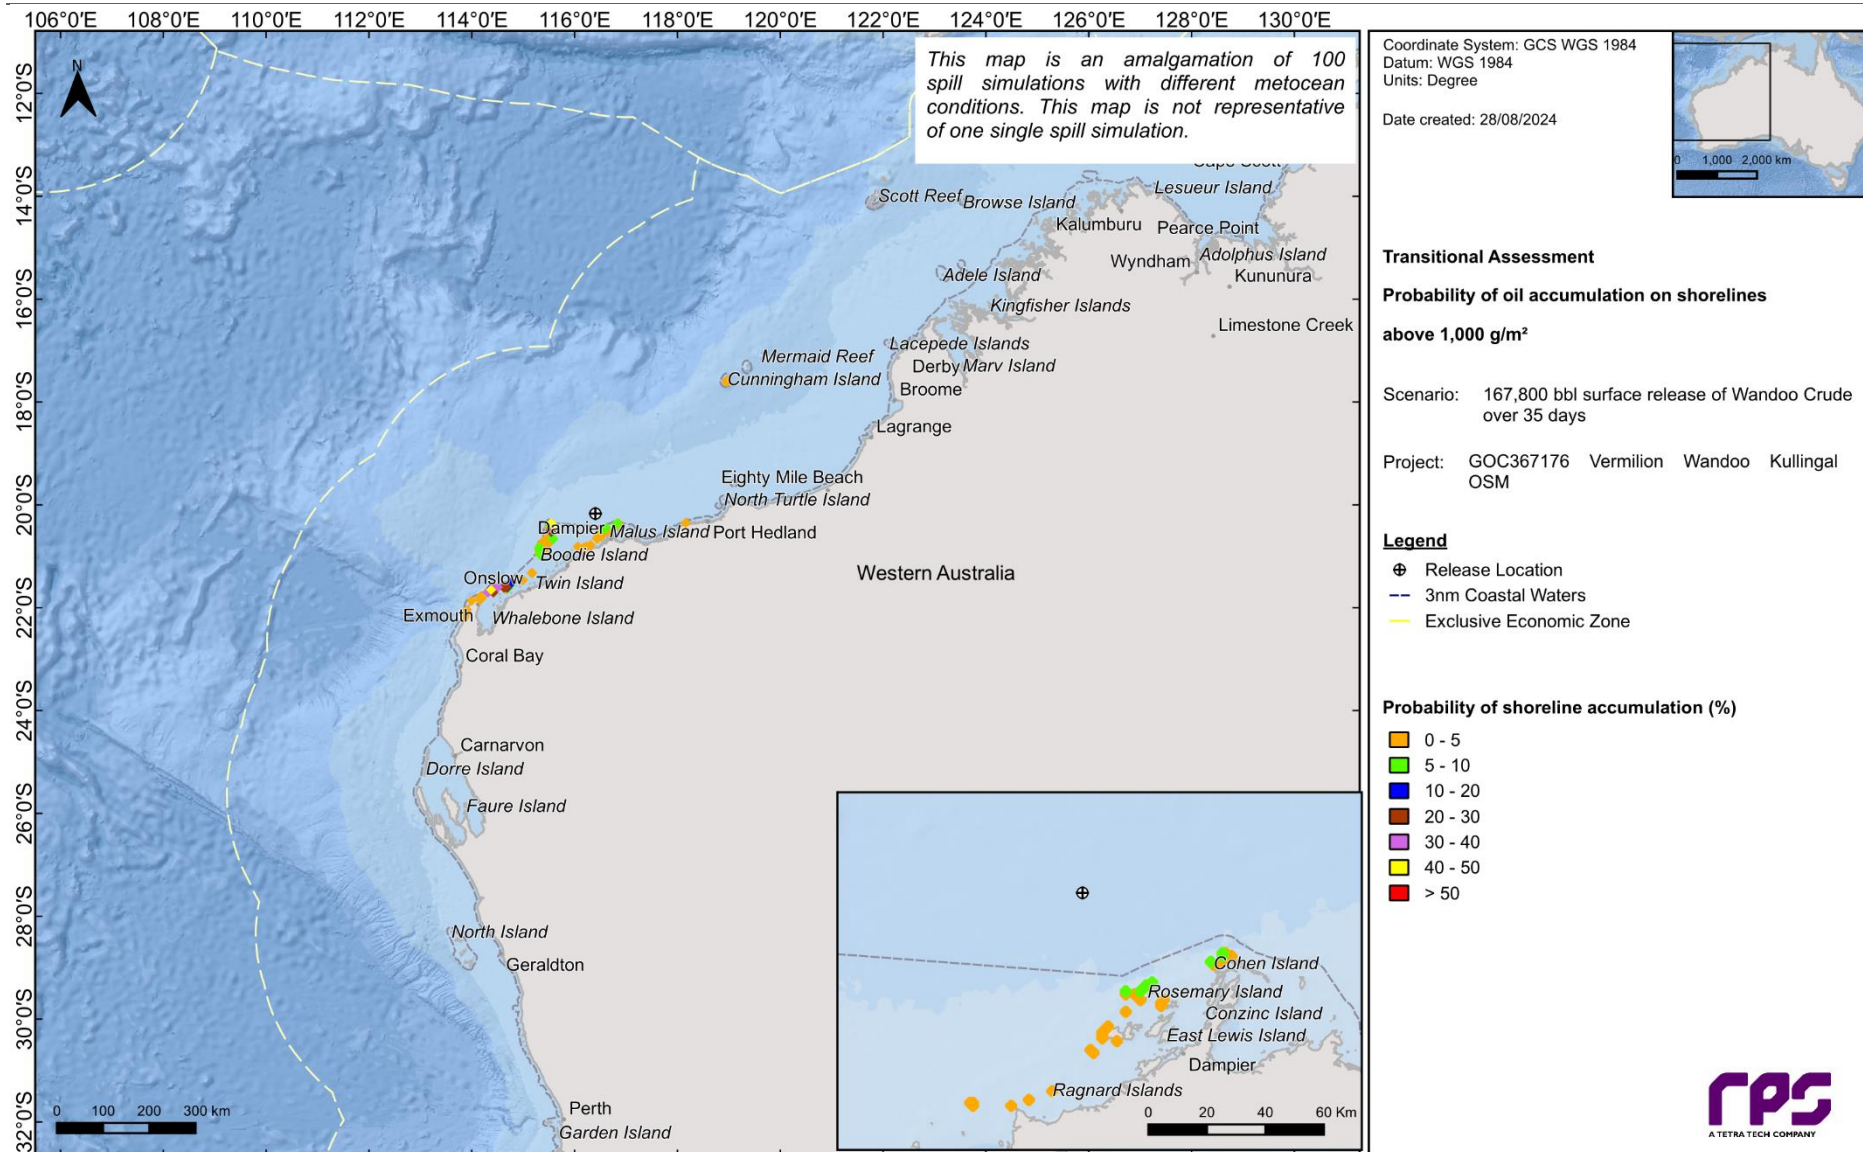 106°0'E 108°0'E 110°0'E 112°0'E 114°0'E 115°0'E 118°0'E 120°0'E 122°0'E 124°0'E 126°0'E 128°0'E 130°0'E
12°0'S
14°0'S
16°0'S
18°0'S
20°0'S
22°0'S
24°0'S
26°0'S
28°0'S
30°0'S
32°0'S
N
This map is an amalgamation of 100
spill simulations with different metocean
conditions. This map is not representative
of one single spill simulation.
Cape Scott
Lesueur Island
Scott Reef
Browse Island
Kalumburu
Pearce Point
Wyndham
Adolphus Island
Kununura
Adele Island
Kingfisher Islands
Limestone Creek
Lacepede Islands
Mermaid Reef
Derby
Marv Island
Cunningham Island
Broome
Lagrange
Eighty Mile Beach
North Turtle Island
Dampier
Malus Island
Port Hedland
Boodie Island
Western Australia
Onslow
Twin Island
Exmouth
Whalebone Island
Coral Bay
Carnarvon
Dorre Island
Faure Island
North Island
Geraldton
Perth
Garden Island
0 100 200 300 km
Cohen Island
Rosemary Island
Conzinc Island
East Lewis Island
Dampier
Ragnard Islands
0 20 40 60 Km
Coordinate System: GCS WGS 1984
Datum: WGS 1984
Units: Degree
Date created: 28/08/2024
0 1,000 2,000 km
Transitional Assessment
Probability of oil accumulation on shorelines
above 1,000 g/m²
Scenario: 167,800 bbl surface release of Wandoo Crude
over 35 days
Project: GOC367176 Vermilion Wandoo Kullingal
OSM
Legend
Release Location
3nm Coastal Waters
Exclusive Economic Zone
Probability of shoreline accumulation (%)
0 - 5
5 - 10
10 - 20
20 - 30
30 - 40
40 - 50
> 50
rps
A TETRA TECH COMPANY